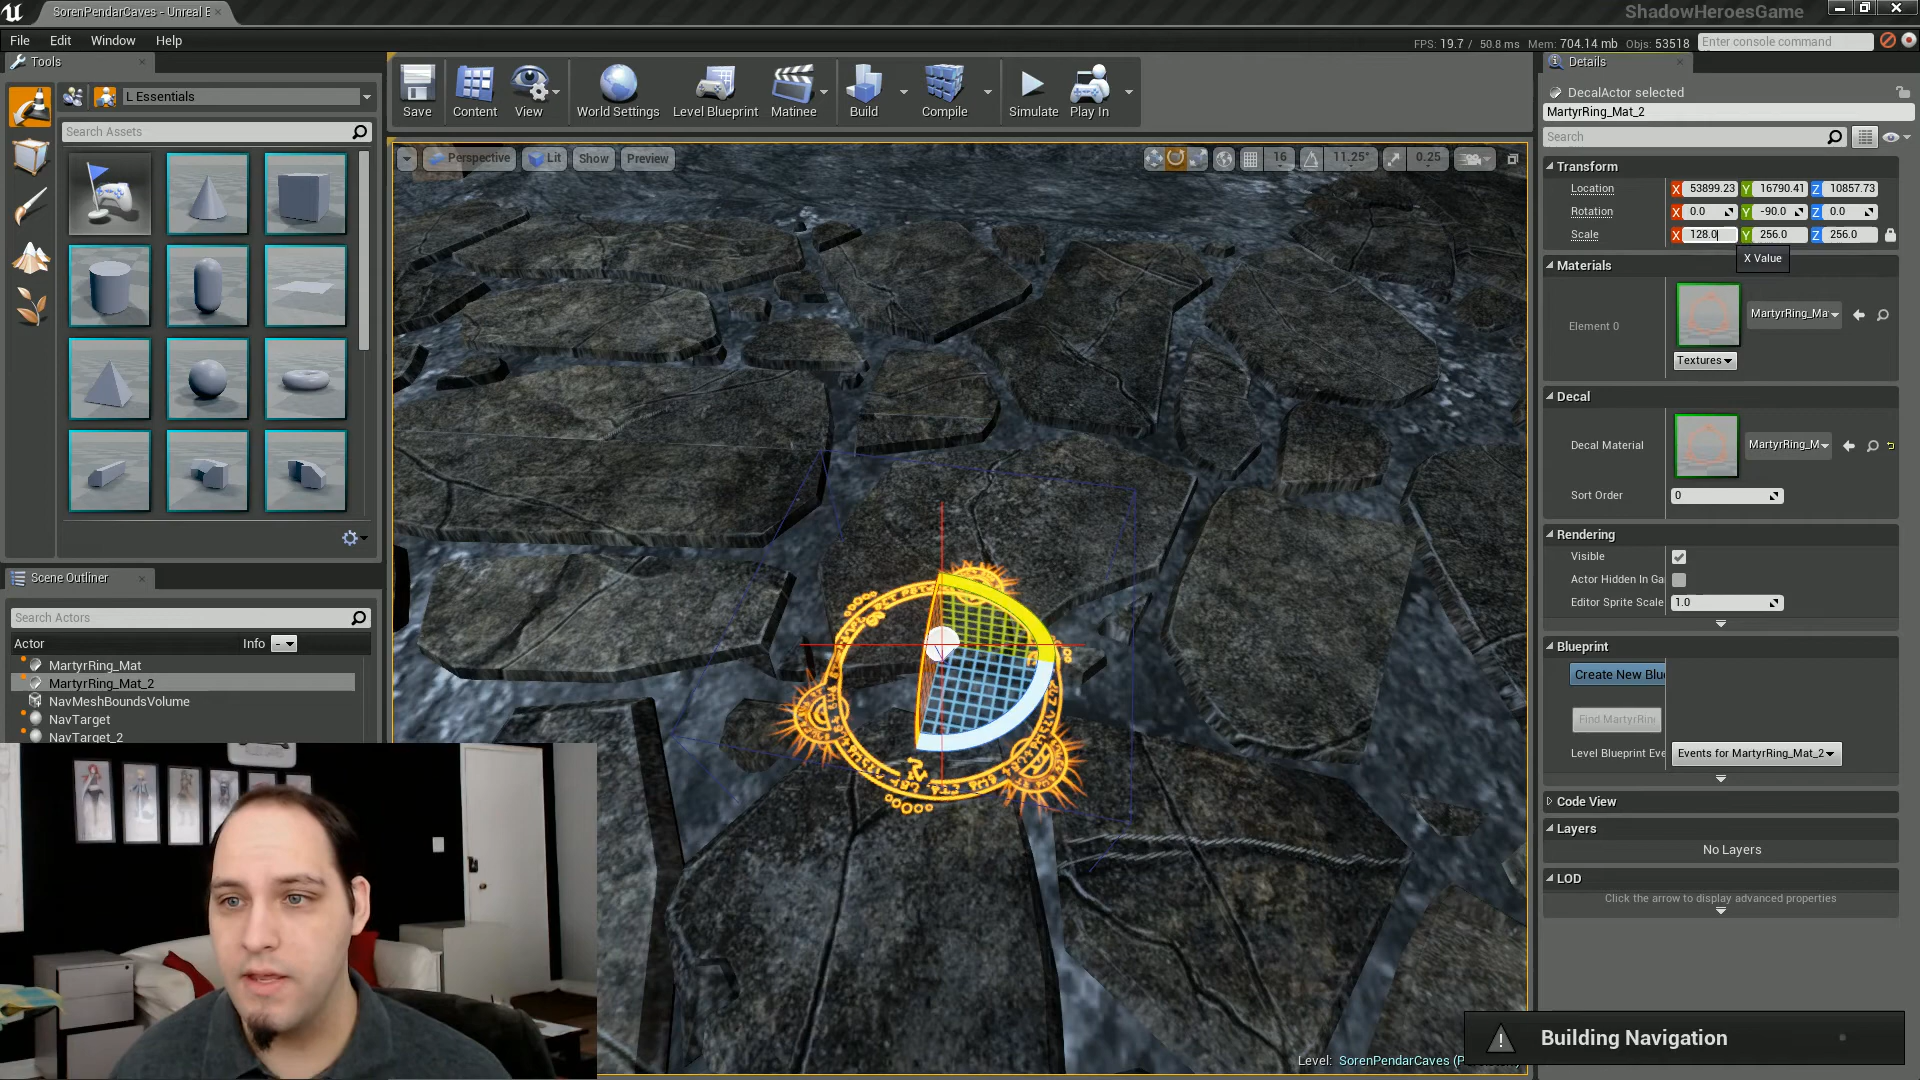 SorenPendarCaves - Unreal E
ShadowHeroesGame
File Edit Window Help
FPS: 19.7 / 50.8 ms Mem: 704.14 mb Objs: 53518 Enter console command
Tools
L Essentials
Search Assets
Save Content View World Settings Level Blueprint Matinee Build Compile Simulate Play In
Perspective Lit Show Preview 16 11.25° 0.25
Scene Outliner
Search Actors
Actor Info -
MartyrRing_Mat
MartyrRing_Mat_2
NavMeshBoundsVolume
NavTarget
NavTarget_2
Level: SorenPendarCaves (P
Details
DecalActor selected
MartyrRing_Mat_2
Search
Transform
Location X 53899.23 Y 16790.41 Z 10857.73
Rotation X 0.0 Y -90.0 Z 0.0
Scale X 128.0 Y 256.0 Z 256.0
X Value
Materials
Element 0 MartyrRing_Ma
Textures
Decal
Decal Material MartyrRing_M
Sort Order 0
Rendering
Visible
Actor Hidden In Ga
Editor Sprite Scale 1.0
Blueprint
Create New Blue
Find MartyrRin
Level Blueprint Eve Events for MartyrRing_Mat_2
Code View
Layers
No Layers
LOD
Click the arrow to display advanced properties
Building Navigation